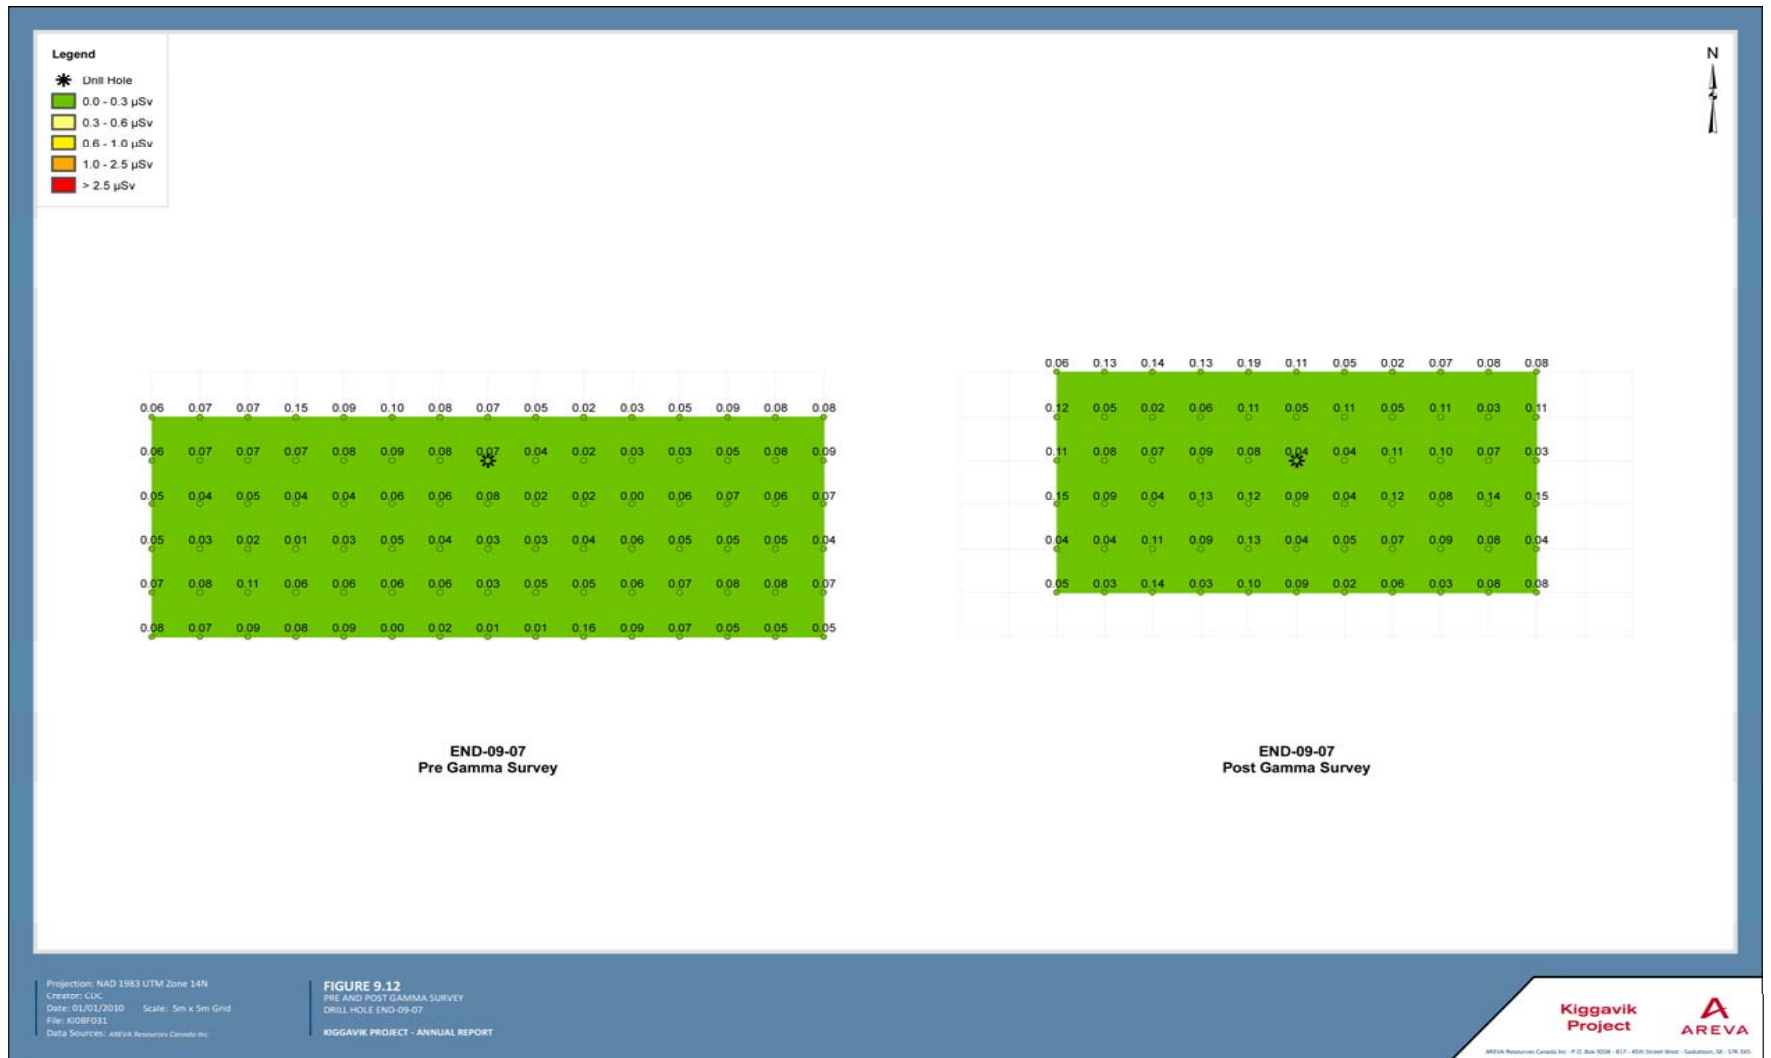 Legend
Drill Hole
0.0 - 0.3 µSv
0.3 - 0.6 µSv
0.6 - 1.0 µSv
1.0 - 2.5 µSv
> 2.5 µSv
N
0.06 0.07 0.07 0.15 0.09 0.10 0.08 0.07 0.05 0.02 0.03 0.05 0.09 0.08 0.08
0.06 0.07 0.07 0.07 0.08 0.09 0.08 0.07 0.04 0.02 0.03 0.03 0.05 0.08 0.09
0.05 0.04 0.05 0.04 0.04 0.06 0.06 0.08 0.02 0.02 0.00 0.06 0.07 0.06 0.07
0.05 0.03 0.02 0.01 0.03 0.05 0.04 0.03 0.03 0.04 0.06 0.05 0.05 0.05 0.04
0.07 0.08 0.11 0.06 0.06 0.06 0.06 0.03 0.05 0.05 0.06 0.07 0.08 0.08 0.07
0.08 0.07 0.09 0.08 0.09 0.00 0.02 0.01 0.01 0.16 0.09 0.07 0.05 0.05 0.05
END-09-07
Pre Gamma Survey
0.06 0.13 0.14 0.13 0.19 0.11 0.05 0.02 0.07 0.08 0.08
0.12 0.05 0.02 0.06 0.11 0.05 0.11 0.05 0.11 0.03 0.11
0.11 0.08 0.07 0.09 0.08 0.04 0.04 0.11 0.10 0.07 0.03
0.15 0.09 0.04 0.13 0.12 0.09 0.04 0.12 0.08 0.14 0.15
0.04 0.04 0.11 0.09 0.13 0.04 0.05 0.07 0.09 0.08 0.04
0.05 0.03 0.14 0.03 0.10 0.09 0.02 0.06 0.03 0.08 0.08
END-09-07
Post Gamma Survey
Projection: NAD 1983 UTM Zone 14N
Creator: CDC
Date: 01/01/2010 Scale: 5m x 5m Grid
File: KI08F031
Data Sources: AREVA Resources Canada Inc.
FIGURE 9.12
PRE AND POST GAMMA SURVEY
DRILL HOLE END-09-07
KIGGAVIK PROJECT - ANNUAL REPORT
Kiggavik
Project
AREVA
AREVA Resources Canada Inc - P.O. Box 9204 - 817 - 45th Street West - Saskatoon, SK - S7K 3X5